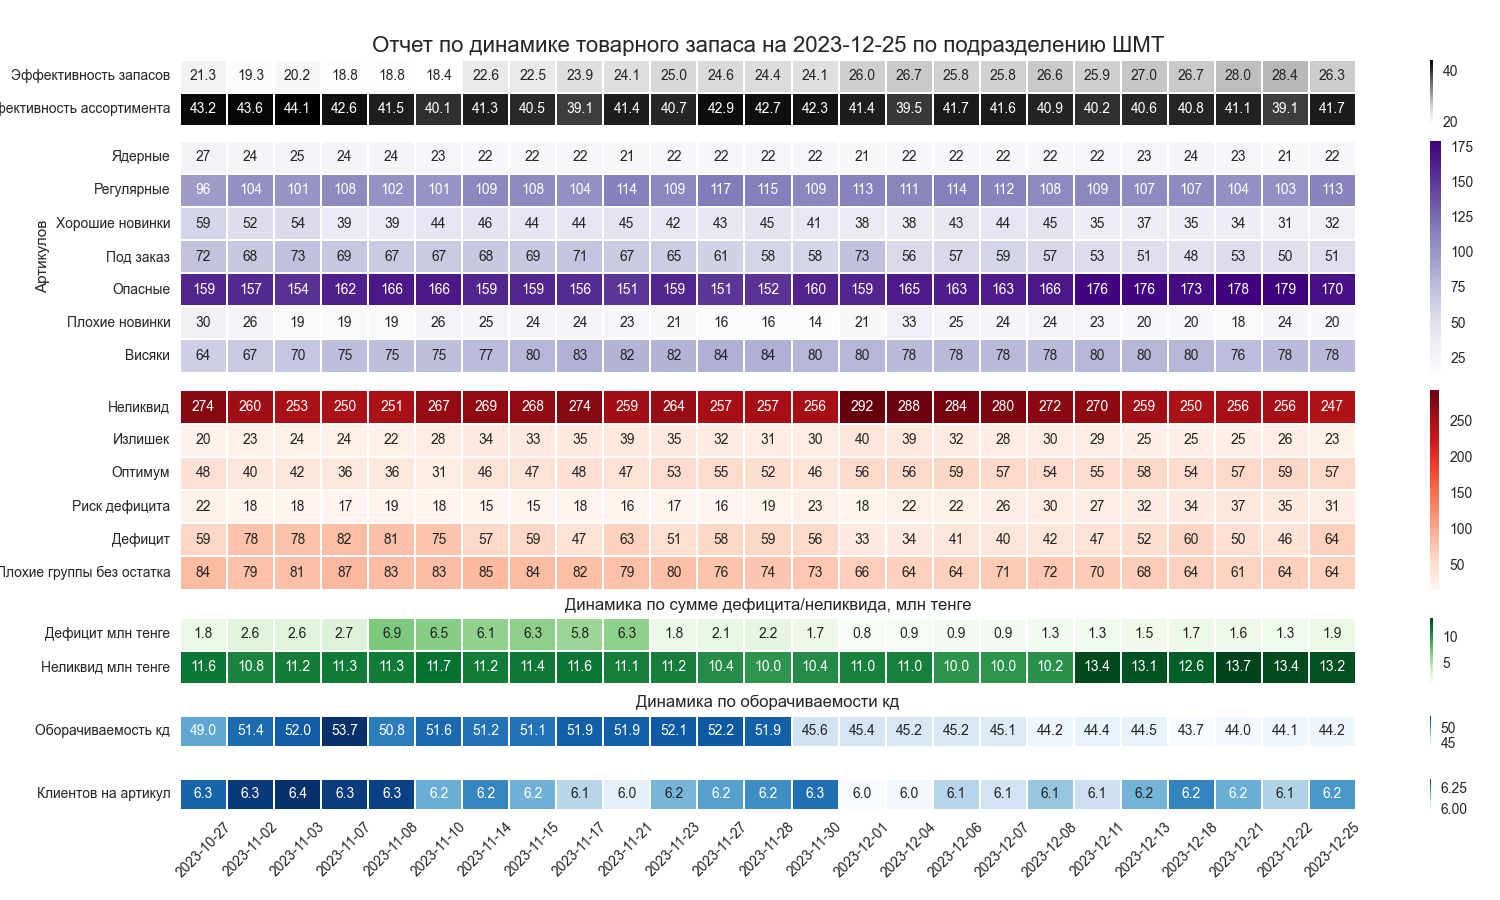 Отчет по динамике товарного запаса на 2023-12-25 по подразделению ШМТ
Эффективность запасов 21.3 19.3 20.2 18.8 18.8 18.4 22.6 22.5 23.9 24.1 25.0 24.6 24.4 24.1 26.0 26.7 25.8 25.8 26.6 25.9 27.0 26.7 28.0 28.4 26.3
фективность ассортимента 43.2 43.6 44.1 42.6 41.5 40.1 41.3 40.5 39.1 41.4 40.7 42.9 42.7 42.3 41.4 39.5 41.7 41.6 40.9 40.2 40.6 40.8 41.1 39.1 41.7
40
20
Артикулов
Ядерные 27 24 25 24 24 23 22 22 22 21 22 22 22 22 21 22 22 22 22 22 23 24 23 21 22
Регулярные 96 104 101 108 102 101 109 108 104 114 109 117 115 109 113 111 114 112 108 109 107 107 104 103 113
Хорошие новинки 59 52 54 39 39 44 46 44 44 45 42 43 45 41 38 38 43 44 45 35 37 35 34 31 32
Под заказ 72 68 73 69 67 67 68 69 71 67 65 61 58 58 73 56 57 59 57 53 51 48 53 50 51
Опасные 159 157 154 162 166 166 159 159 156 151 159 151 152 160 159 165 163 163 166 176 176 173 178 179 170
Плохие новинки 30 26 19 19 19 26 25 24 24 23 21 16 16 14 21 33 25 24 24 23 20 20 18 24 20
Висяки 64 67 70 75 75 75 77 80 83 82 82 84 84 80 80 78 78 78 78 80 80 80 76 78 78
175
150
125
100
75
50
25
Неликвид 274 260 253 250 251 267 269 268 274 259 264 257 257 256 292 288 284 280 272 270 259 250 256 256 247
Излишек 20 23 24 24 22 28 34 33 35 39 35 32 31 30 40 39 32 28 30 29 25 25 25 26 23
Оптимум 48 40 42 36 36 31 46 47 48 47 53 55 52 46 56 56 59 57 54 55 58 54 57 59 57
Риск дефицита 22 18 18 17 19 18 15 15 18 16 17 16 19 23 18 22 22 26 30 27 32 34 37 35 31
Дефицит 59 78 78 82 81 75 57 59 47 63 51 58 59 56 33 34 41 40 42 47 52 60 50 46 64
Плохие группы без остатка 84 79 81 87 83 83 85 84 82 79 80 76 74 73 66 64 64 71 72 70 68 64 61 64 64
250
200
150
100
50
Динамика по сумме дефицита/неликвида, млн тенге
Дефицит млн тенге 1.8 2.6 2.6 2.7 6.9 6.5 6.1 6.3 5.8 6.3 1.8 2.1 2.2 1.7 0.8 0.9 0.9 0.9 1.3 1.3 1.5 1.7 1.6 1.3 1.9
Неликвид млн тенге 11.6 10.8 11.2 11.3 11.3 11.7 11.2 11.4 11.6 11.1 11.2 10.4 10.0 10.4 11.0 11.0 10.0 10.0 10.2 13.4 13.1 12.6 13.7 13.4 13.2
10
5
Динамика по оборачиваемости кд
Оборачиваемость кд 49.0 51.4 52.0 53.7 50.8 51.6 51.2 51.1 51.9 51.9 52.1 52.2 51.9 45.6 45.4 45.2 45.2 45.1 44.2 44.4 44.5 43.7 44.0 44.1 44.2
50
45
Клиентов на артикул 6.3 6.3 6.4 6.3 6.3 6.2 6.2 6.2 6.1 6.0 6.2 6.2 6.2 6.3 6.0 6.0 6.1 6.1 6.1 6.1 6.2 6.2 6.2 6.1 6.2
6.25
6.00
2023-10-27 2023-11-02 2023-11-03 2023-11-07 2023-11-08 2023-11-10 2023-11-14 2023-11-15 2023-11-17 2023-11-21 2023-11-23 2023-11-27 2023-11-28 2023-11-30 2023-12-01 2023-12-04 2023-12-06 2023-12-07 2023-12-08 2023-12-11 2023-12-13 2023-12-18 2023-12-21 2023-12-22 2023-12-25